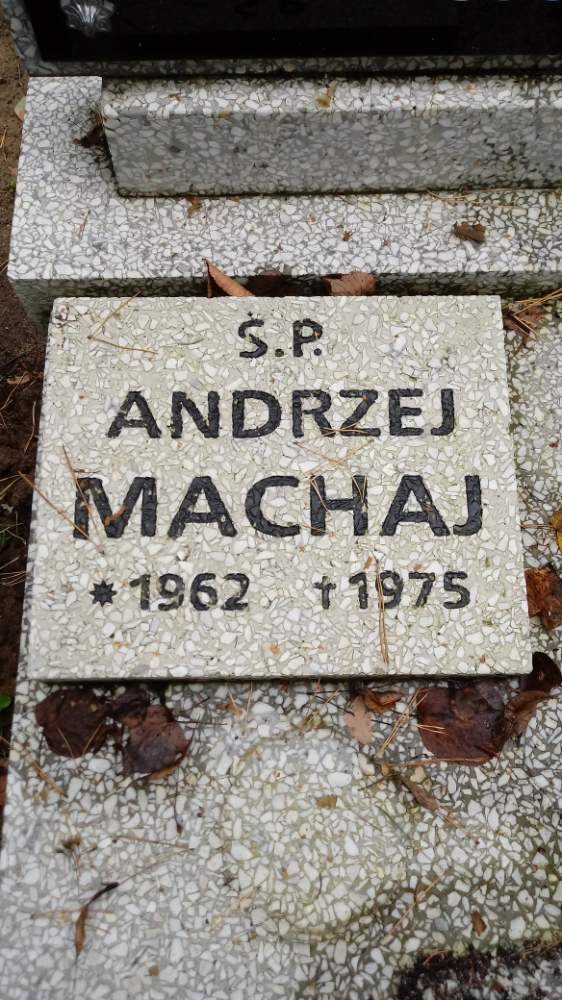 Ś.P.
ANDRZEJ
MACHAJ
*1962 †1975